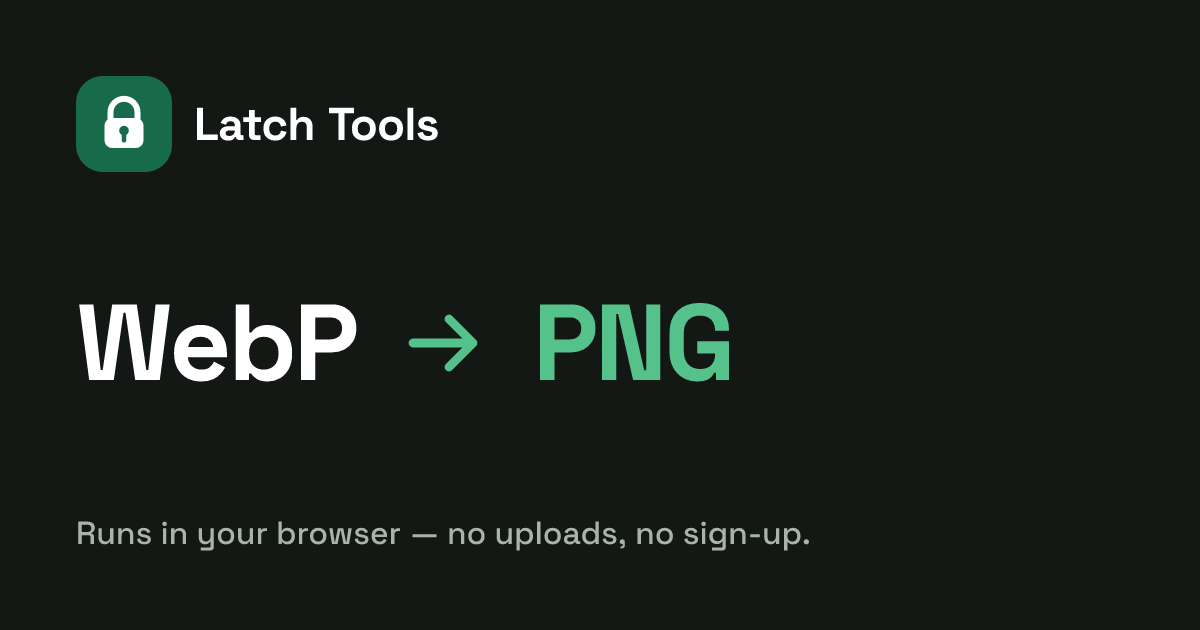 Latch Tools
WebP → PNG
Runs in your browser — no uploads, no sign-up.